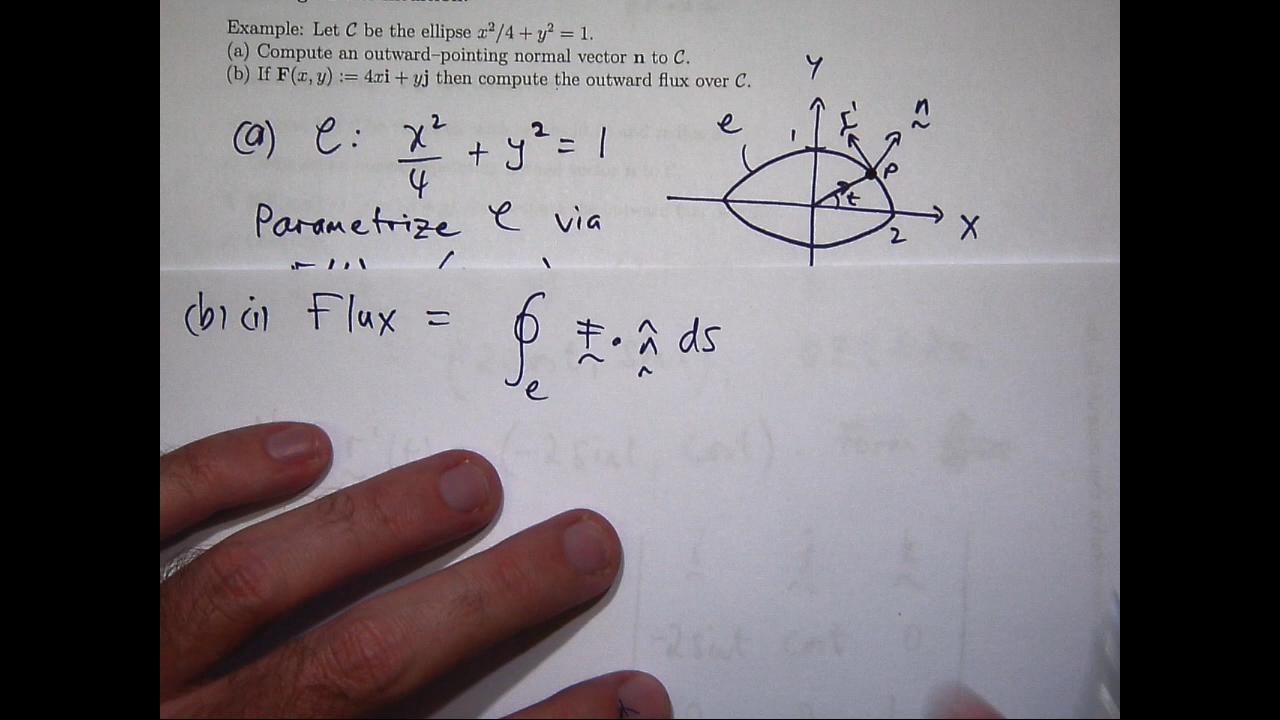 Example: Let C be the ellipse x²/4 + y² = 1.
(a) Compute an outward–pointing normal vector n to C.
(b) If F(x, y) := 4xi + yj then compute the outward flux over C.
(a) C: x²/4 + y² = 1
Parametrize C via
y
C
1
r'
n
P
t
2
x
(b) (i) Flux = ∮_C F · n̂ ds